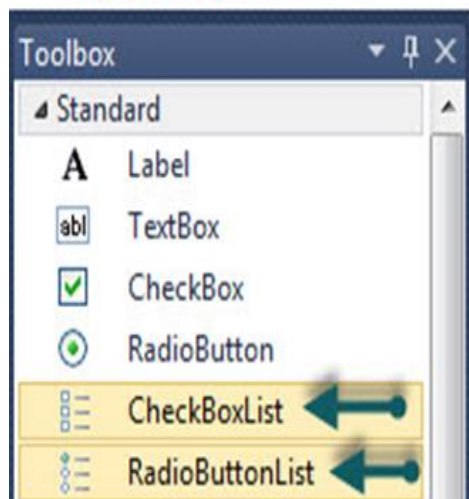 Toolbox
Standard
A Label
abl TextBox
CheckBox
RadioButton
CheckBoxList
RadioButtonList